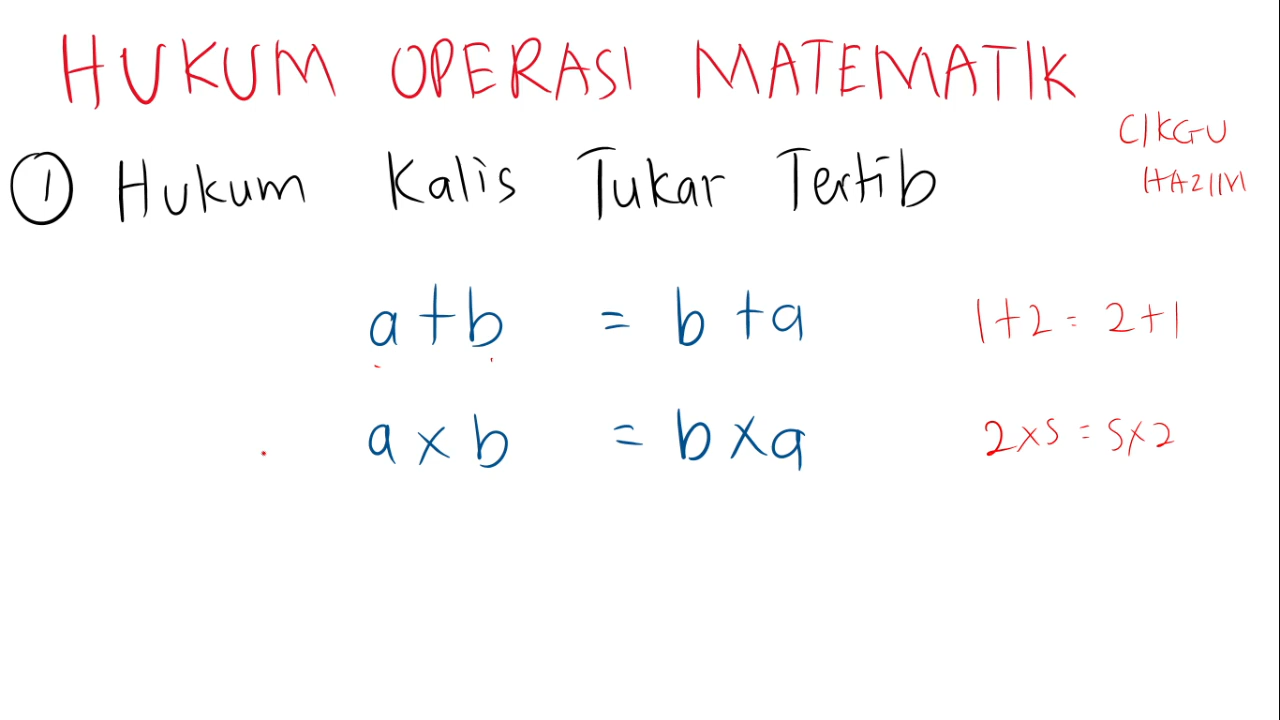 HUKUM OPERASI MATEMATIK
CIKGU
HAZIM
1 Hukum Kalis Tukar Tertib
a + b = b + a
1 + 2 = 2 + 1
a x b = b x a
2 x 5 = 5 x 2